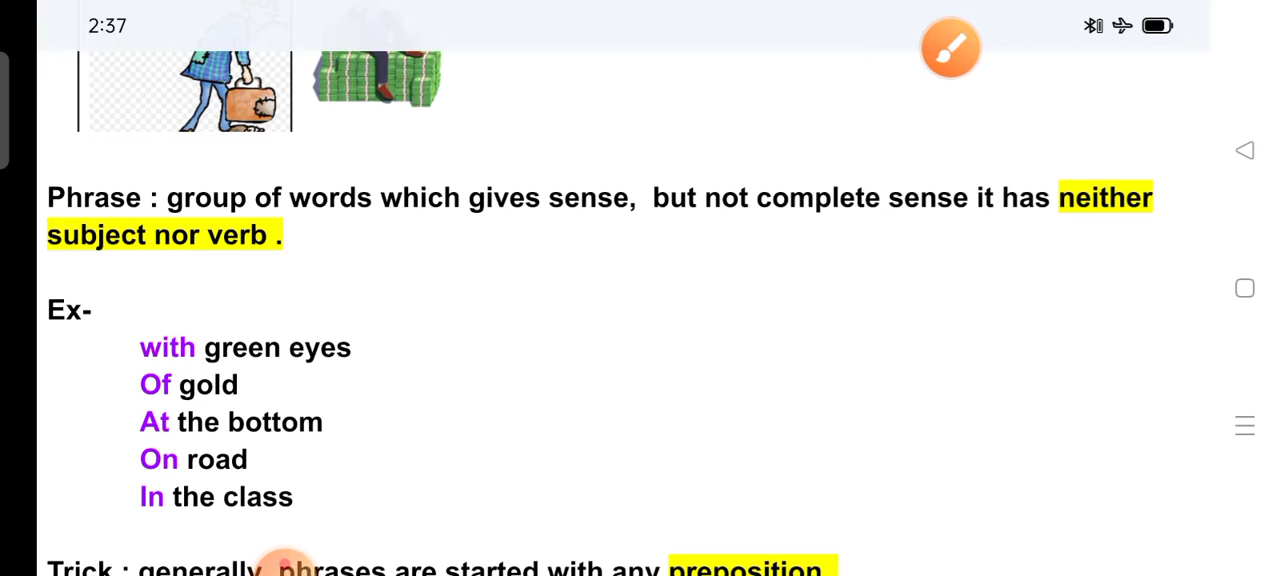 2:37
Phrase : group of words which gives sense, but not complete sense it has neither
subject nor verb .
Ex-
with green eyes
Of gold
At the bottom
On road
In the class
Trick : generally phrases are started with any preposition